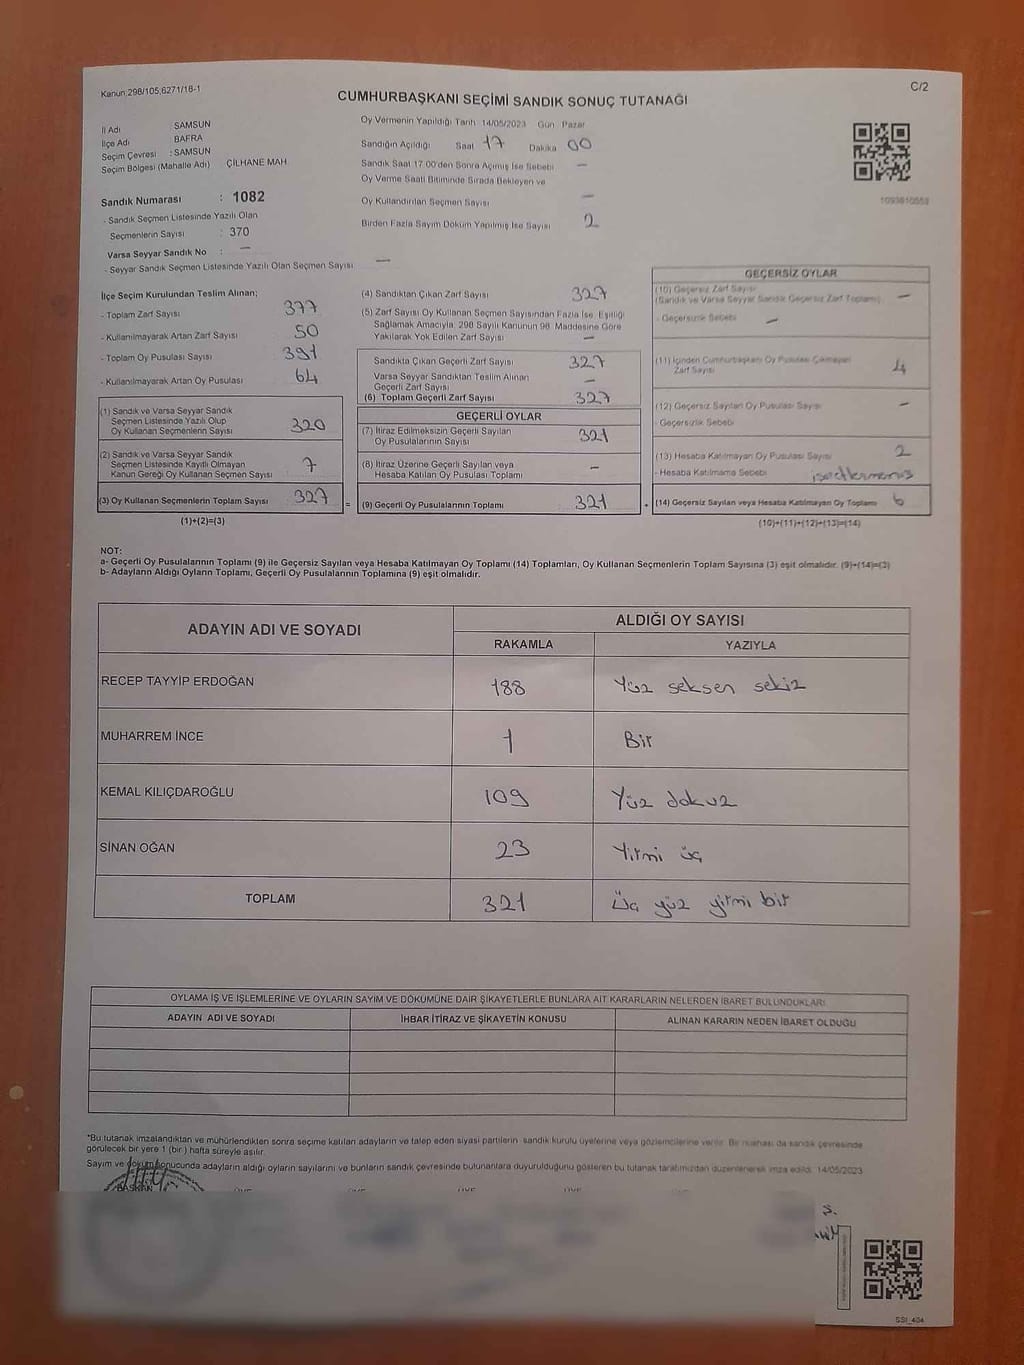 Kanun:298/105,6271/18-1
C/2
CUMHURBAŞKANI SEÇİMİ SANDIK SONUÇ TUTANAĞI
İl Adı SAMSUN
İlçe Adı BAFRA
Seçim Çevresi : SAMSUN
Seçim Bölgesi (Mahalle Adı) ÇİLHANE MAH.
Sandık Numarası : 1082
- Sandık Seçmen Listesinde Yazılı Olan
Seçmenlerin Sayısı : 370
Varsa Seyyar Sandık No : —
- Seyyar Sandık Seçmen Listesinde Yazılı Olan Seçmen Sayısı —
Oy Vermenin Yapıldığı Tarih 14/05/2023 Gün Pazar
Sandığın Açıldığı Saat 17 Dakika 00
Sandık Saat 17.00'den Sonra Açılmış İse Sebebi —
Oy Verme Saati Bitiminde Sırada Bekleyen ve
Oy Kullandırılan Seçmen Sayısı —
Birden Fazla Sayım Döküm Yapılmış İse Sayısı 2
1093810553
İlçe Seçim Kurulundan Teslim Alınan;
- Toplam Zarf Sayısı 377
- Kullanılmayarak Artan Zarf Sayısı 50
- Toplam Oy Pusulası Sayısı 391
- Kullanılmayarak Artan Oy Pusulası 64
(1) Sandık ve Varsa Seyyar Sandık
Seçmen Listesinde Yazılı Olup
Oy Kullanan Seçmenlerin Sayısı 320
(2) Sandık ve Varsa Seyyar Sandık
Seçmen Listesinde Kayıtlı Olmayan
Kanun Gereği Oy Kullanan Seçmen Sayısı 7
(3) Oy Kullanan Seçmenlerin Toplam Sayısı 327 =
(1)+(2)=(3)
(4) Sandıktan Çıkan Zarf Sayısı 327
(5) Zarf Sayısı Oy Kullanan Seçmen Sayısından Fazla İse, Eşitliği
Sağlamak Amacıyla, 298 Sayılı Kanunun 98. Maddesine Göre
Yakılarak Yok Edilen Zarf Sayısı —
Sandıkta Çıkan Geçerli Zarf Sayısı 327
Varsa Seyyar Sandıktan Teslim Alınan
Geçerli Zarf Sayısı —
(6) Toplam Geçerli Zarf Sayısı 327
GEÇERLİ OYLAR
(7) İtiraz Edilmeksizin Geçerli Sayılan
Oy Pusulalarının Sayısı 321
(8) İtiraz Üzerine Geçerli Sayılan veya
Hesaba Katılan Oy Pusulası Toplamı —
(9) Geçerli Oy Pusulalarının Toplamı 321 +
GEÇERSİZ OYLAR
(10) Geçersiz Zarf Sayısı
(Sandık ve Varsa Seyyar Sandık Geçersiz Zarf Toplamı) —
- Geçersizlik Sebebi —
(11) İçinden Cumhurbaşkanı Oy Pusulası Çıkmayan
Zarf Sayısı 4
(12) Geçersiz Sayılan Oy Pusulası Sayısı —
- Geçersizlik Sebebi
(13) Hesaba Katılmayan Oy Pusulası Sayısı 2
- Hesaba Katılmama Sebebi
(14) Geçersiz Sayılan veya Hesaba Katılmayan Oy Toplamı 6
(10)+(11)+(12)+(13)=(14)
NOT:
a- Geçerli Oy Pusulalarının Toplamı (9) ile Geçersiz Sayılan veya Hesaba Katılmayan Oy Toplamı (14) Toplamları, Oy Kullanan Seçmenlerin Toplam Sayısına (3) eşit olmalıdır. (9)+(14)=(3)
b- Adayların Aldığı Oyların Toplamı, Geçerli Oy Pusulalarının Toplamına (9) eşit olmalıdır.
ADAYIN ADI VE SOYADI ALDIĞI OY SAYISI
RAKAMLA YAZIYLA
RECEP TAYYİP ERDOĞAN 188 Yüz seksen sekiz
MUHARREM İNCE 1 Bir
KEMAL KILIÇDAROĞLU 109 Yüz dokuz
SİNAN OĞAN 23 Yirmi üç
TOPLAM 321 Üç yüz yirmi bir
OYLAMA İŞ VE İŞLEMLERİNE VE OYLARIN SAYIM VE DÖKÜMÜNE DAİR ŞİKAYETLERLE BUNLARA AİT KARARLARIN NELERDEN İBARET BULUNDUKLARI
ADAYIN ADI VE SOYADI İHBAR İTİRAZ VE ŞİKAYETİN KONUSU ALINAN KARARIN NEDEN İBARET OLDUĞU
*Bu tutanak imzalandıktan ve mühürlendikten sonra seçime katılan adayların ve talep eden siyasi partilerin sandık kurulu üyelerine veya gözlemcilerine verilir. Bir nüshası da sandık çevresinde
görülecek bir yere 1 (bir) hafta süreyle asılır.
Sayım ve döküm sonucunda adayların aldığı oyların sayılarını ve bunların sandık çevresinde bulunanlara duyurulduğunu gösteren bu tutanak tarafımızdan düzenlenerek imza edildi. 14/05/2023
BAŞKAN ÜYE ÜYE ÜYE ÜYE
SSI_404